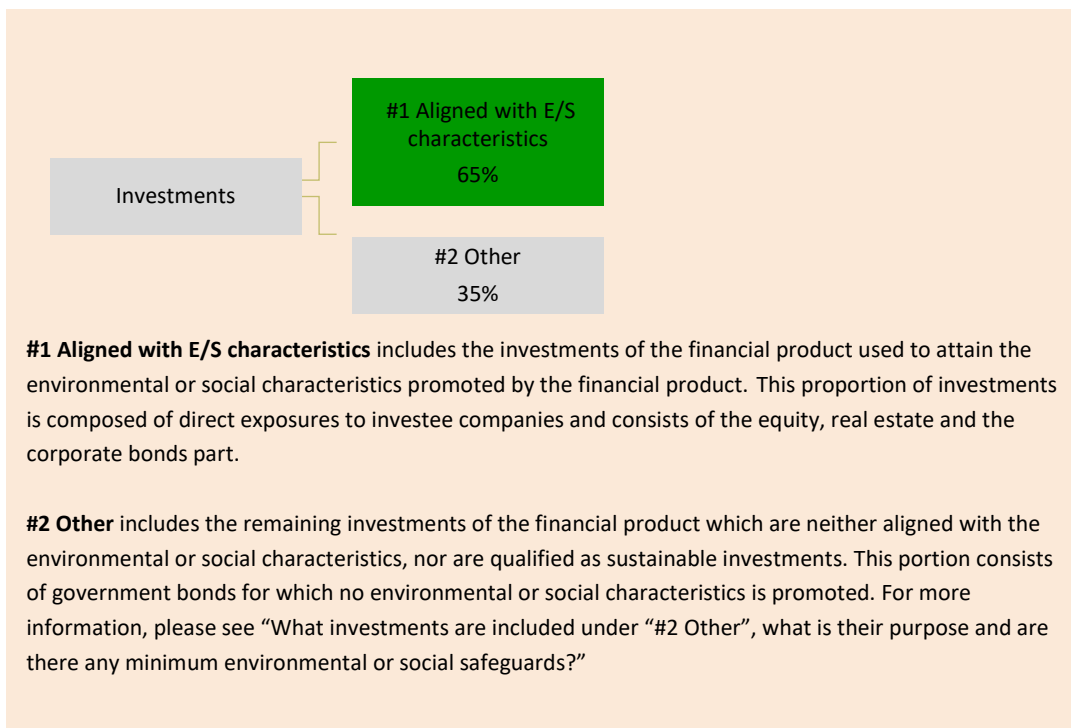 #1 Aligned with E/S
characteristics
65%
Investments
#2 Other
35%
#1 Aligned with E/S characteristics includes the investments of the financial product used to attain the
environmental or social characteristics promoted by the financial product. This proportion of investments
is composed of direct exposures to investee companies and consists of the equity, real estate and the
corporate bonds part.
#2 Other includes the remaining investments of the financial product which are neither aligned with the
environmental or social characteristics, nor are qualified as sustainable investments. This portion consists
of government bonds for which no environmental or social characteristics is promoted. For more
information, please see “What investments are included under “#2 Other”, what is their purpose and are
there any minimum environmental or social safeguards?”